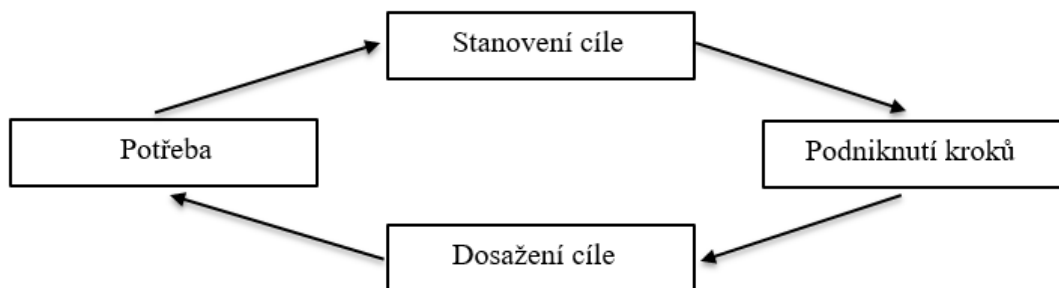 Stanovení cíle
Potřeba
Podniknutí kroků
Dosažení cíle